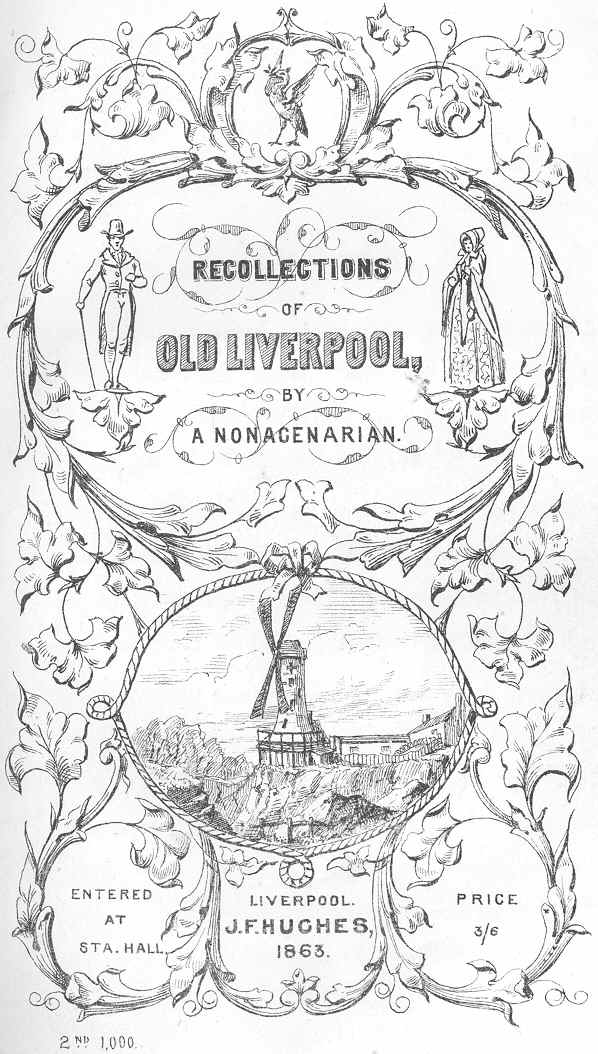 RECOLLECTIONS
OF
OLD LIVERPOOL,
BY
A NONAGENARIAN.
ENTERED
AT
STA. HALL.
LIVERPOOL.
J.F.HUGHES,
1863.
PRICE
3/6
2ND 1,000.